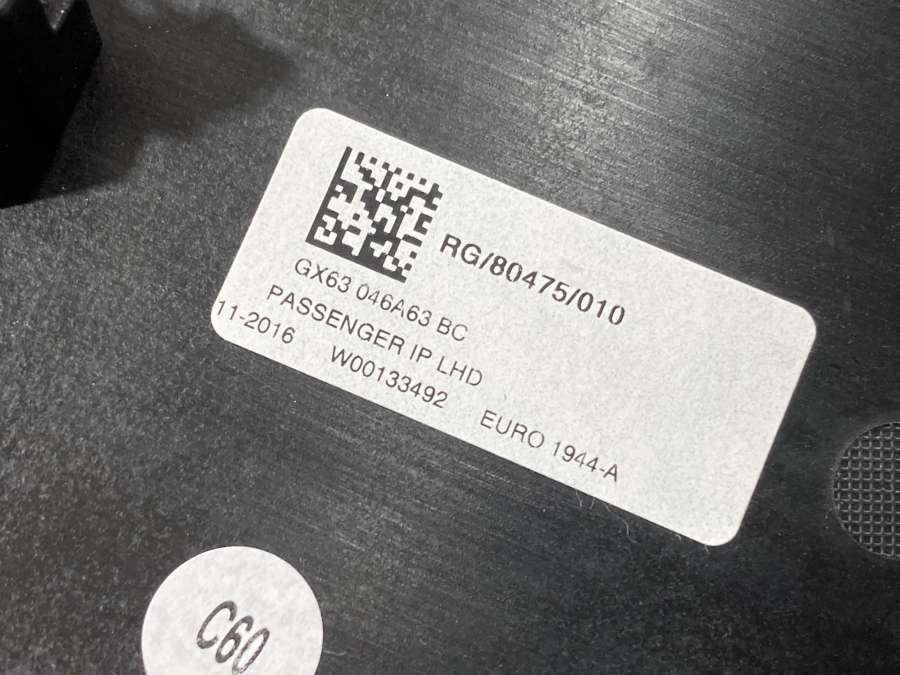 RG/80475/010
GX63 046A63 BC
PASSENGER IP LHD
11-2016 W00133492 EURO 1944-A
C60